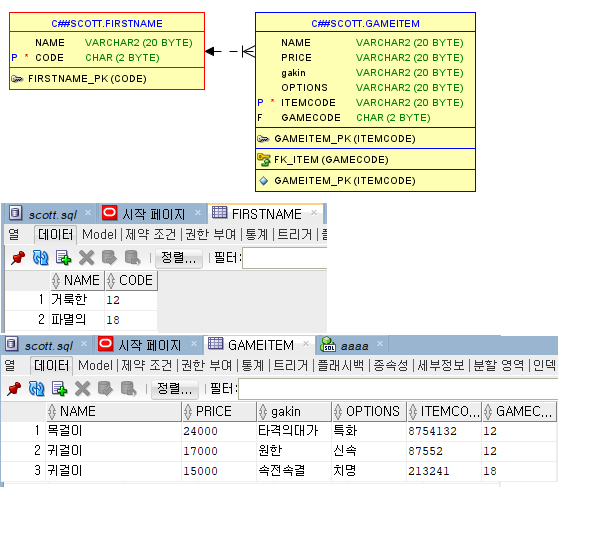 C##SCOTT.FIRSTNAME
NAME VARCHAR2 (20 BYTE)
P * CODE CHAR (2 BYTE)
FIRSTNAME_PK (CODE)
C##SCOTT.GAMEITEM
NAME VARCHAR2 (20 BYTE)
PRICE VARCHAR2 (20 BYTE)
gakin VARCHAR2 (20 BYTE)
OPTIONS VARCHAR2 (20 BYTE)
P * ITEMCODE VARCHAR2 (20 BYTE)
F GAMECODE CHAR (2 BYTE)
GAMEITEM_PK (ITEMCODE)
FK_ITEM (GAMECODE)
GAMEITEM_PK (ITEMCODE)
scott.sql 시작 페이지 FIRSTNAME
열 데이터 Model 제약 조건 권한 부여 통계 트리거 플
정렬... 필터:
NAME CODE
1 거룩한 12
2 파멸의 18
scott.sql 시작 페이지 GAMEITEM aaaa
열 데이터 Model 제약 조건 권한 부여 통계 트리거 플래시백 종속성 세부정보 분할 영역 인덱
정렬... 필터:
NAME PRICE gakin OPTIONS ITEMCO... GAMEC...
1 목걸이 24000 타격의대가 특화 8754132 12
2 귀걸이 17000 원한 신속 87552 12
3 귀걸이 15000 속전속결 치명 213241 18